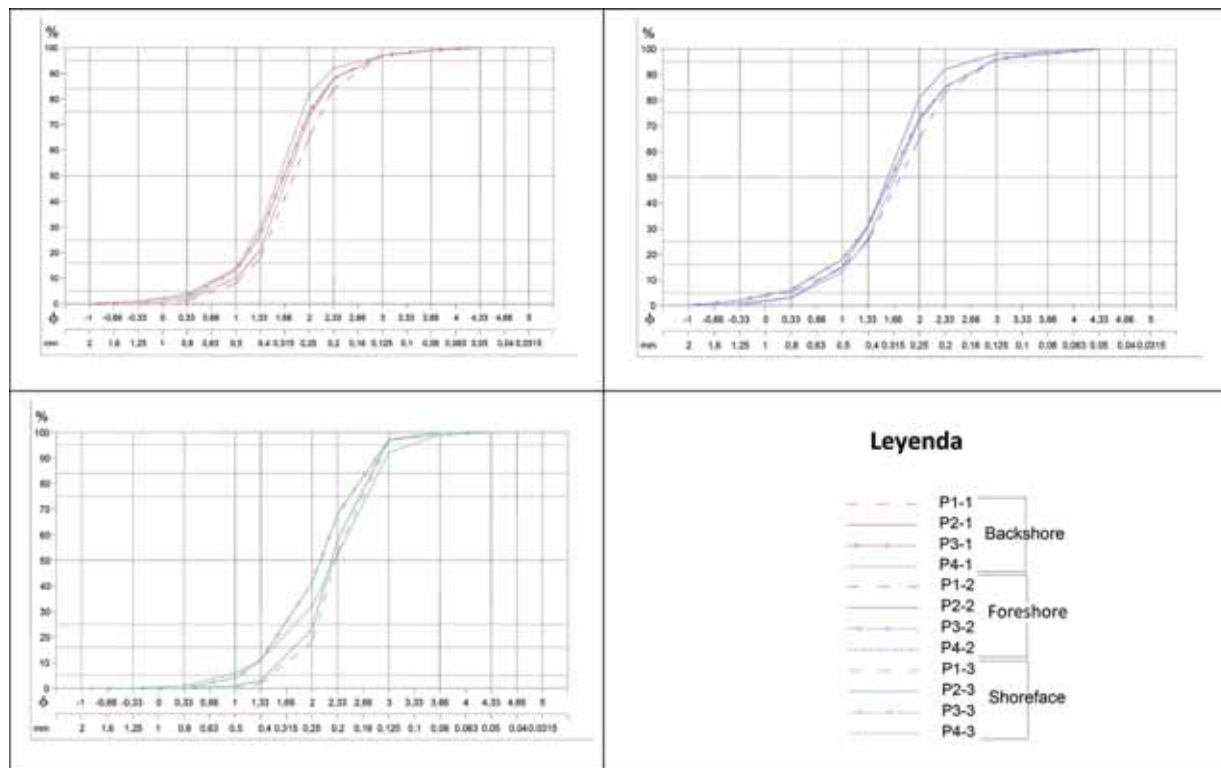 %
100
90
80
70
60
50
40
30
20
10
0
Φ -1 -0,66 -0,33 0 0,33 0,66 1 1,33 1,66 2 2,33 2,66 3 3,33 3,66 4 4,33 4,66 5
mm 2 1,6 1,25 1 0,8 0,63 0,5 0,4 0,315 0,25 0,2 0,16 0,125 0,1 0,08 0,063 0,05 0,04 0,0315
%
100
90
80
70
60
50
40
30
20
10
0
Φ -1 -0,66 -0,33 0 0,33 0,66 1 1,33 1,66 2 2,33 2,66 3 3,33 3,66 4 4,33 4,66 5
mm 2 1,6 1,25 1 0,8 0,63 0,5 0,4 0,315 0,25 0,2 0,16 0,125 0,1 0,08 0,063 0,05 0,04 0,0315
%
100
90
80
70
60
50
40
30
20
10
0
Φ -1 -0,66 -0,33 0 0,33 0,66 1 1,33 1,66 2 2,33 2,66 3 3,33 3,66 4 4,33 4,66 5
mm 2 1,6 1,25 1 0,8 0,63 0,5 0,4 0,315 0,25 0,2 0,16 0,125 0,1 0,08 0,063 0,05 0,04 0,0315
Leyenda
P1-1
P2-1
Backshore
P3-1
P4-1
P1-2
P2-2
Foreshore
P3-2
P4-2
P1-3
P2-3
Shoreface
P3-3
P4-3